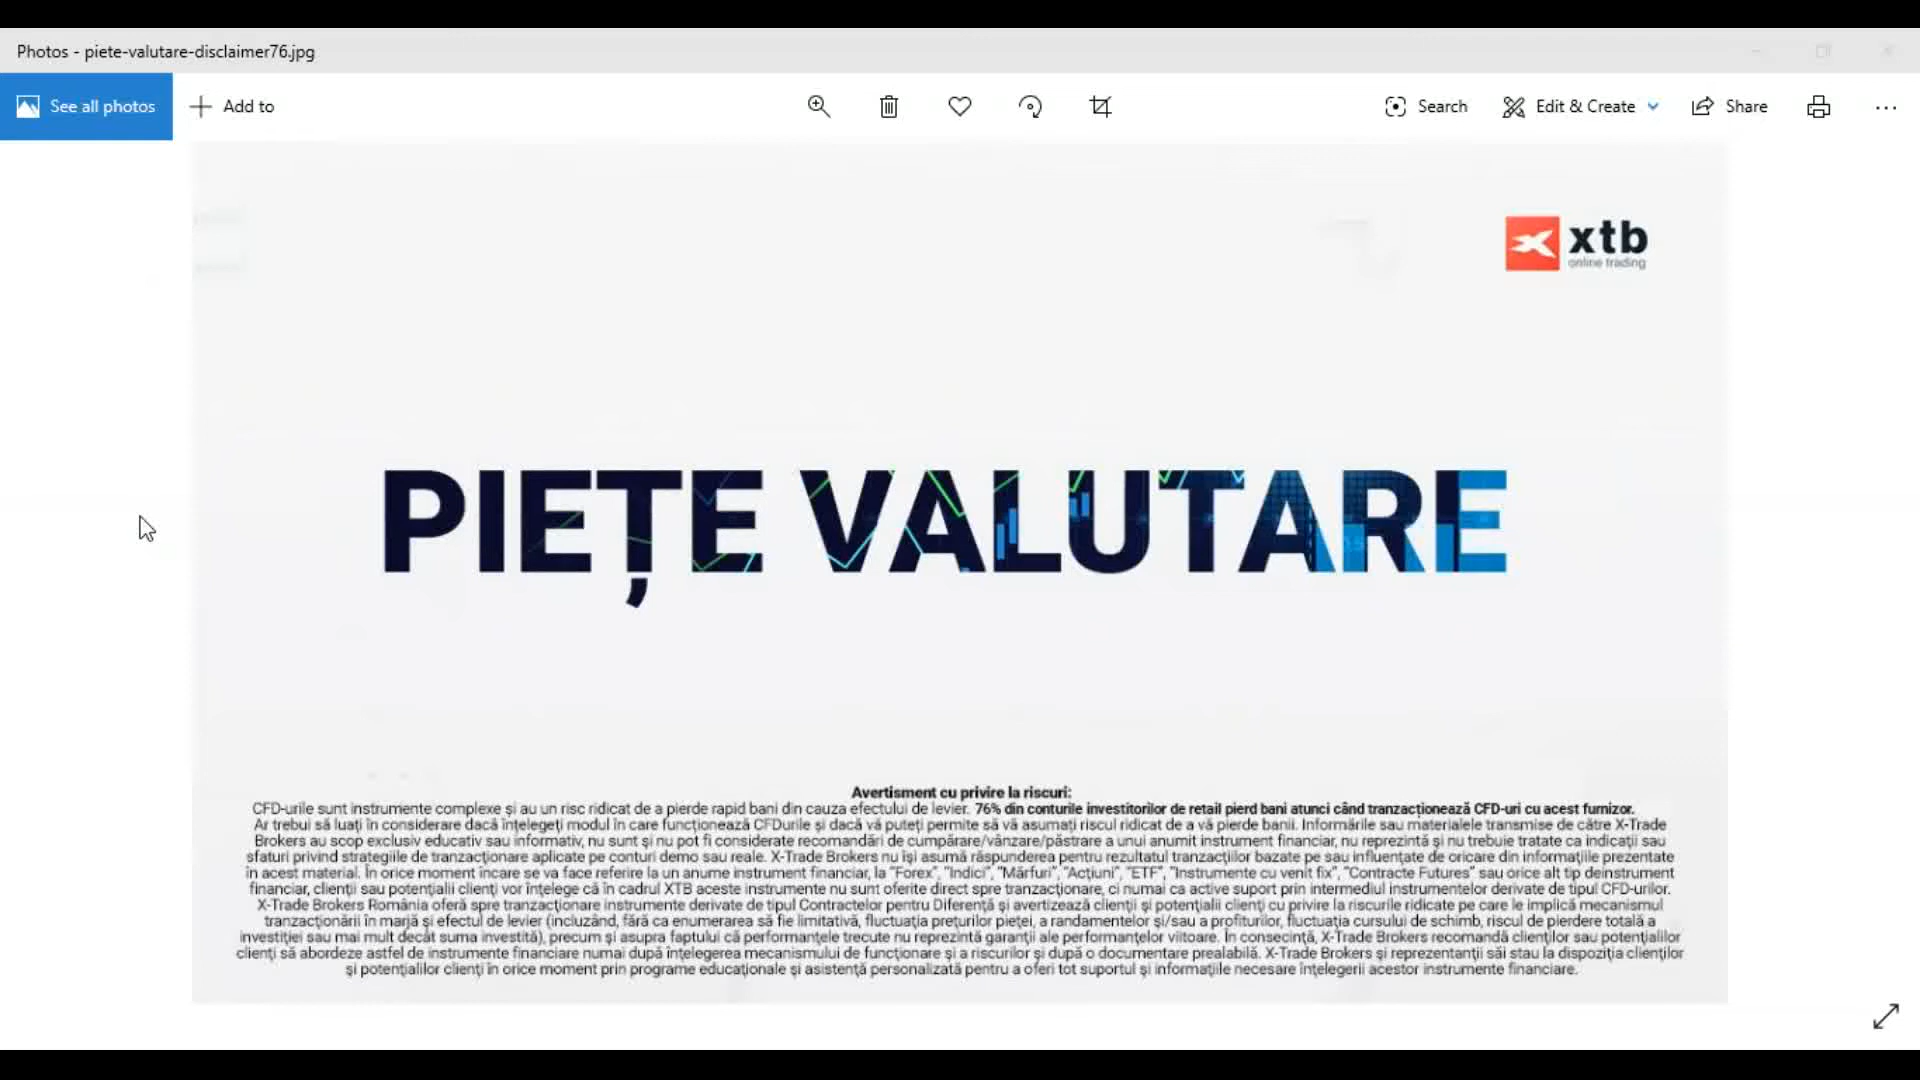 Photos - piete-valutare-disclaimer76.jpg
See all photos
Add to
Search
Edit & Create
Share
xtb
online trading
PIEȚE VALUTARE
Avertisment cu privire la riscuri:
CFD-urile sunt instrumente complexe și au un risc ridicat de a pierde rapid bani din cauza efectului de levier. 76% din conturile investitorilor de retail pierd bani atunci când tranzacționează CFD-uri cu acest furnizor.
Ar trebui să luați în considerare dacă înțelegeți modul în care funcționează CFDurile și dacă vă puteți permite să vă asumați riscul ridicat de a vă pierde banii. Informările sau materialele transmise de către X-Trade
Brokers au scop exclusiv educativ sau informativ, nu sunt și nu pot fi considerate recomandări de cumpărare/vânzare/păstrare a unui anumit instrument financiar, nu reprezintă și nu trebuie tratate ca indicații sau
sfaturi privind strategiile de tranzacționare aplicate pe conturi demo sau reale. X-Trade Brokers nu își asumă răspunderea pentru rezultatul tranzacțiilor bazate pe sau influențate de oricare din informațiile prezentate
în acest material. În orice moment încare se va face referire la un anume instrument financiar, la "Forex", "Indici", "Mărfuri", "Acțiuni", "ETF", "Instrumente cu venit fix", "Contracte Futures" sau orice alt tip deinstrument
financiar, clienții sau potențialii clienți vor înțelege că în cadrul XTB aceste instrumente nu sunt oferite direct spre tranzacționare, ci numai ca active suport prin intermediul instrumentelor derivate de tipul CFD-urilor.
X-Trade Brokers România oferă spre tranzacționare instrumente derivate de tipul Contractelor pentru Diferență și avertizează clienții și potențialii clienți cu privire la riscurile ridicate pe care le implică mecanismul
tranzacționării în marjă și efectul de levier (incluzând, fără ca enumerarea să fie limitativă, fluctuația prețurilor pieței, a randamentelor și/sau a profiturilor, fluctuația cursului de schimb, riscul de pierdere totală a
investiției sau mai mult decât suma investită), precum și asupra faptului că performanțele trecute nu reprezintă garanții ale performanțelor viitoare. În consecință, X-Trade Brokers recomandă clienților sau potențialilor
clienți să abordeze astfel de instrumente financiare numai după înțelegerea mecanismului de funcționare și a riscurilor și după o documentare prealabilă. X-Trade Brokers și reprezentanții săi stau la dispoziția clienților
și potențialilor clienți în orice moment prin programe educaționale și asistență personalizată pentru a oferi tot suportul și informațiile necesare înțelegerii acestor instrumente financiare.